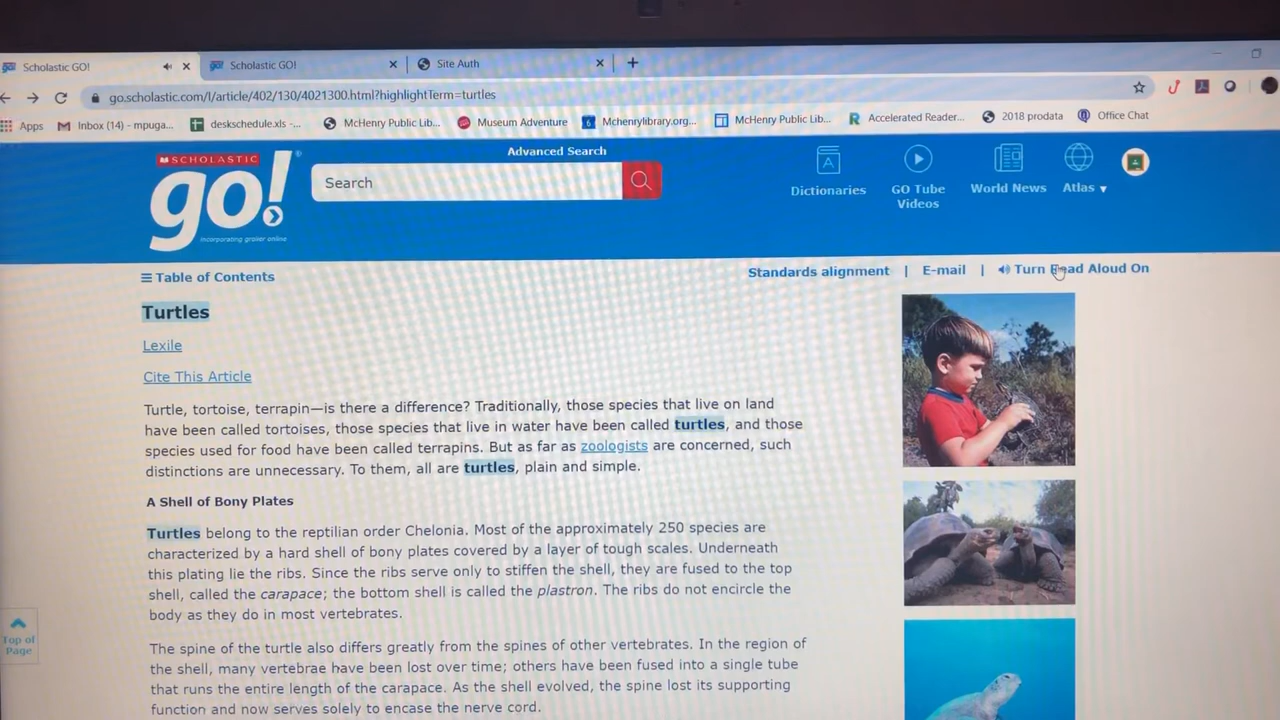 Scholastic GO!
Scholastic GO!
Site Auth
go.scholastic.com/l/article/402/130/4021300.html?highlightTerm=turtles
Apps
Inbox (14) - mpuga...
deskschedule.xls -...
McHenry Public Lib...
Museum Adventure
Mchenrylibrary.org...
McHenry Public Lib...
Accelerated Reader...
2018 prodata
Office Chat
SCHOLASTIC
go!
incorporating grolier online
Advanced Search
Search
Dictionaries
GO Tube
Videos
World News
Atlas ▼
Table of Contents
Standards alignment | E-mail | Turn Read Aloud On
Turtles
Lexile
Cite This Article
Turtle, tortoise, terrapin—is there a difference? Traditionally, those species that live on land
have been called tortoises, those species that live in water have been called turtles, and those
species used for food have been called terrapins. But as far as zoologists are concerned, such
distinctions are unnecessary. To them, all are turtles, plain and simple.
A Shell of Bony Plates
Turtles belong to the reptilian order Chelonia. Most of the approximately 250 species are
characterized by a hard shell of bony plates covered by a layer of tough scales. Underneath
this plating lie the ribs. Since the ribs serve only to stiffen the shell, they are fused to the top
shell, called the carapace; the bottom shell is called the plastron. The ribs do not encircle the
body as they do in most vertebrates.
The spine of the turtle also differs greatly from the spines of other vertebrates. In the region of
the shell, many vertebrae have been lost over time; others have been fused into a single tube
that runs the entire length of the carapace. As the shell evolved, the spine lost its supporting
function and now serves solely to encase the nerve cord.
Top of
Page